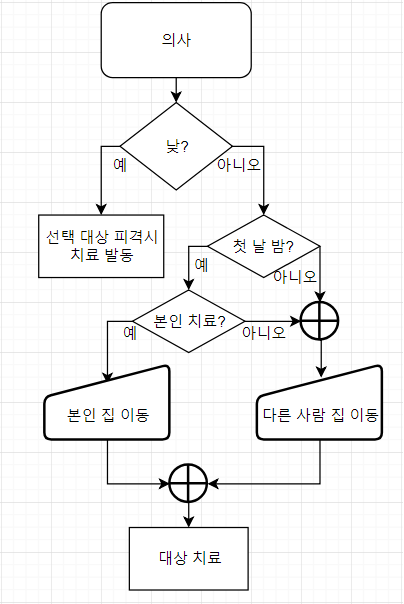 의사
낮?
예
아니오
선택 대상 피격시
치료 발동
첫 날 밤?
예
아니오
본인 치료?
예
아니오
본인 집 이동
다른 사람 집 이동
대상 치료